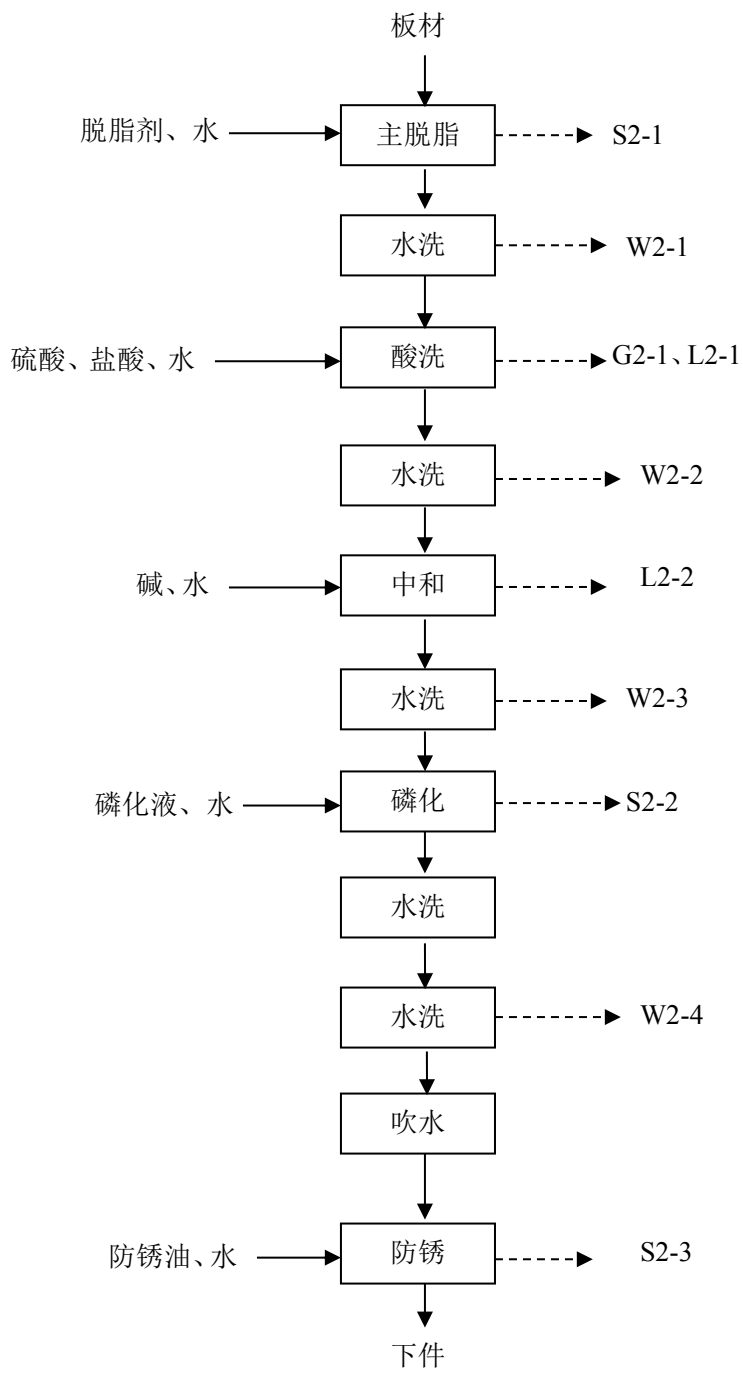 板材
脱脂剂、水
主脱脂
S2-1
水洗
W2-1
硫酸、盐酸、水
酸洗
G2-1、L2-1
水洗
W2-2
碱、水
中和
L2-2
水洗
W2-3
磷化液、水
磷化
S2-2
水洗
水洗
W2-4
吹水
防锈油、水
防锈
S2-3
下件